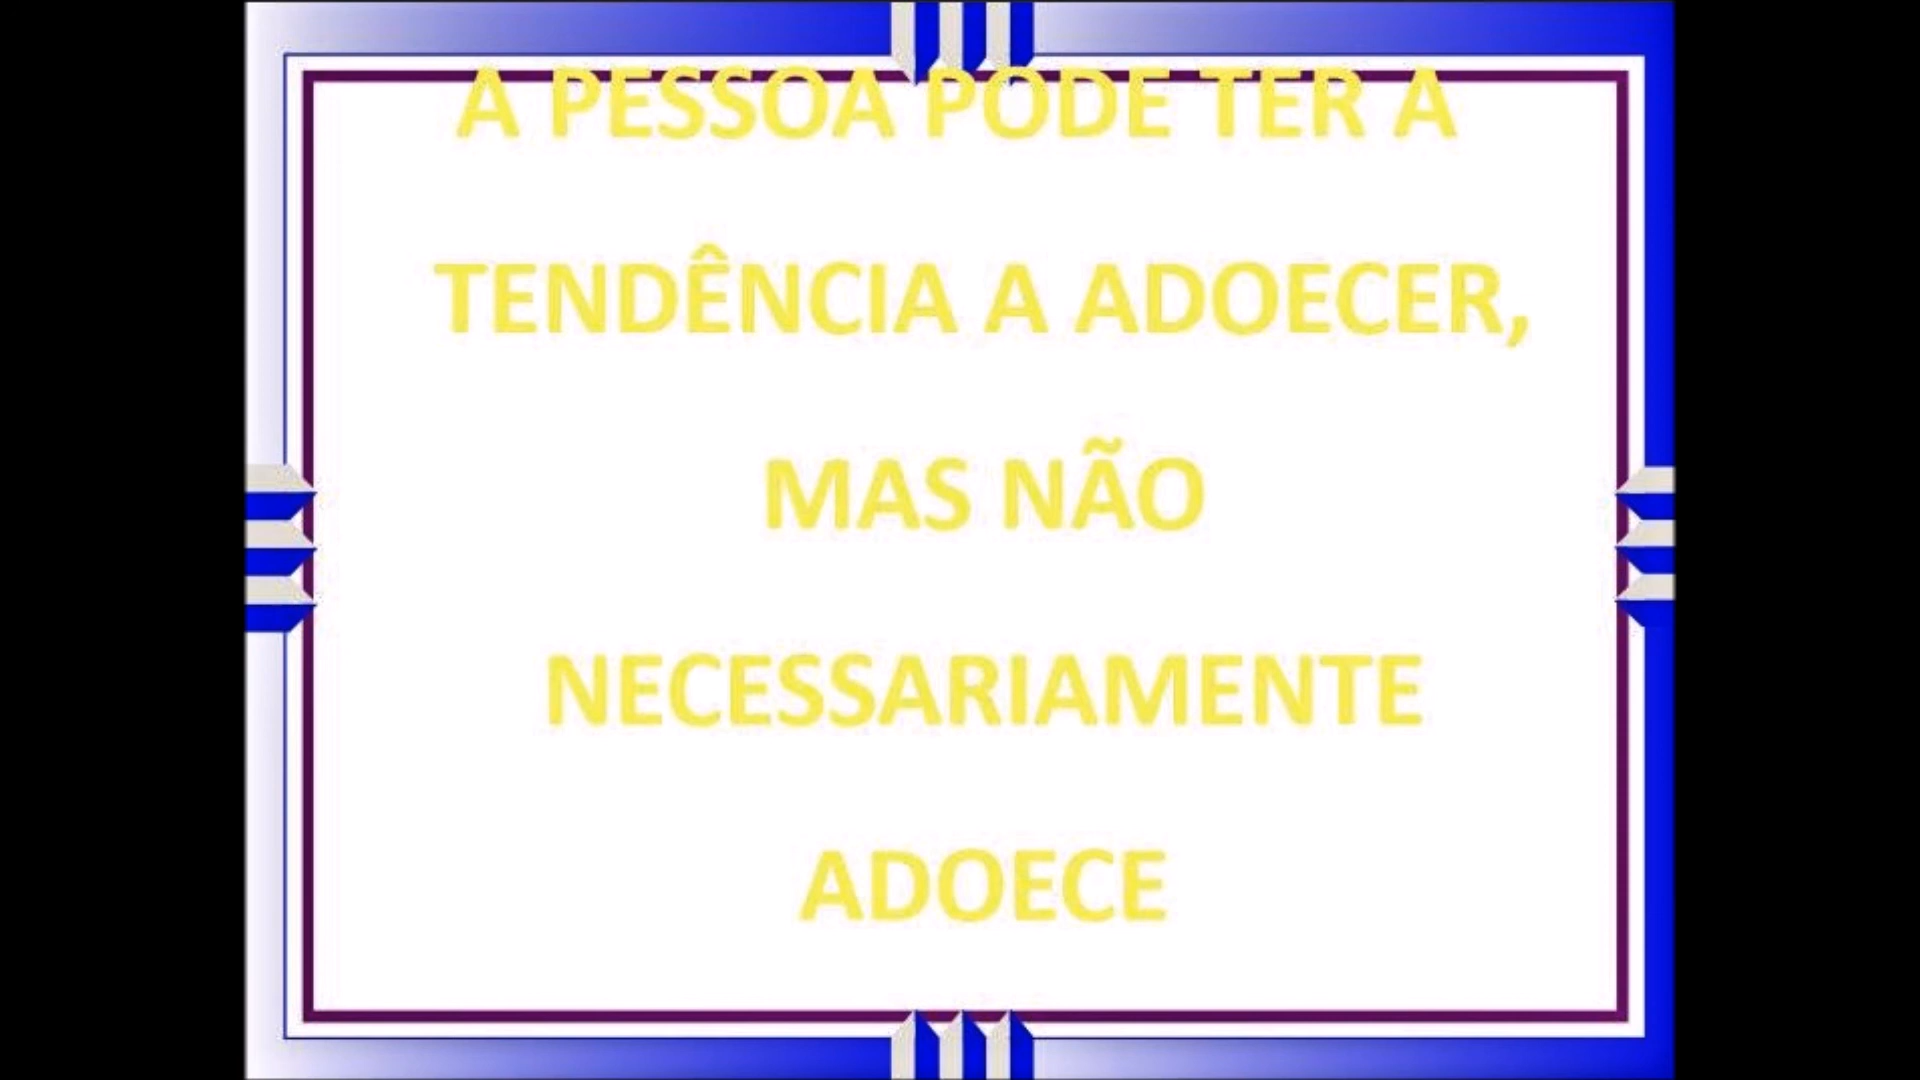 A PESSOA PODE TER A
TENDÊNCIA A ADOECER,
MAS NÃO
NECESSARIAMENTE
ADOECE